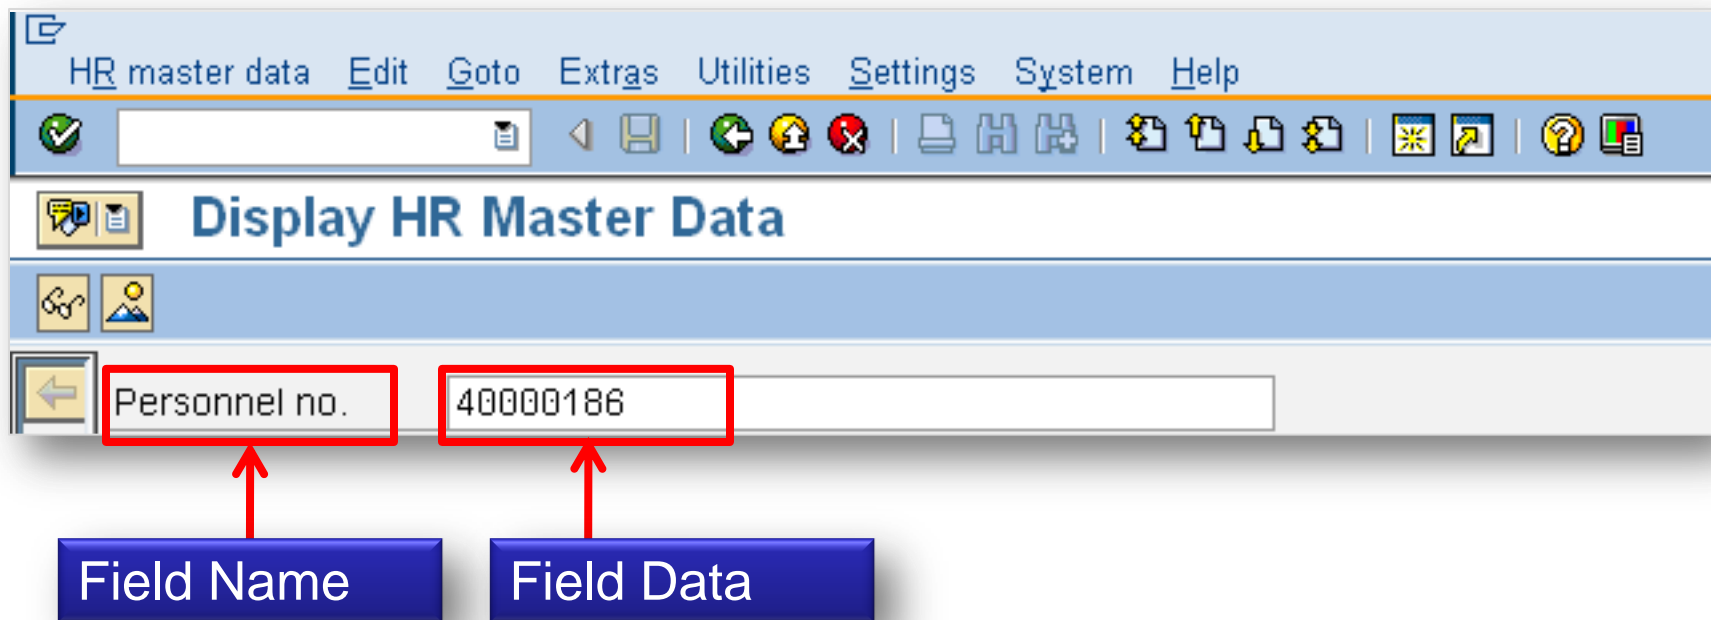 HR master data Edit Goto Extras Utilities Settings System Help
Display HR Master Data
Personnel no. 40000186
Field Name Field Data